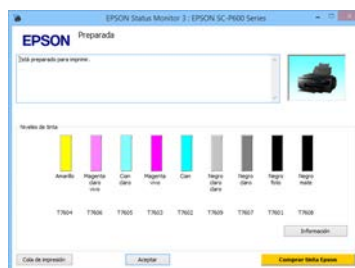 EPSON Status Monitor 3 : EPSON SC-P600 Series
EPSON
Preparada
Está preparado para imprimir.
Niveles de tinta
Amarillo
Magenta claro vivo
Cian claro
Magenta vivo
Cian
Negro claro claro
Negro claro
Negro foto
Negro mate
T7604 T7606 T7605 T7603 T7602 T7609 T7607 T7601 T7608
Información
Cola de impresión Aceptar Comprar tinta Epson